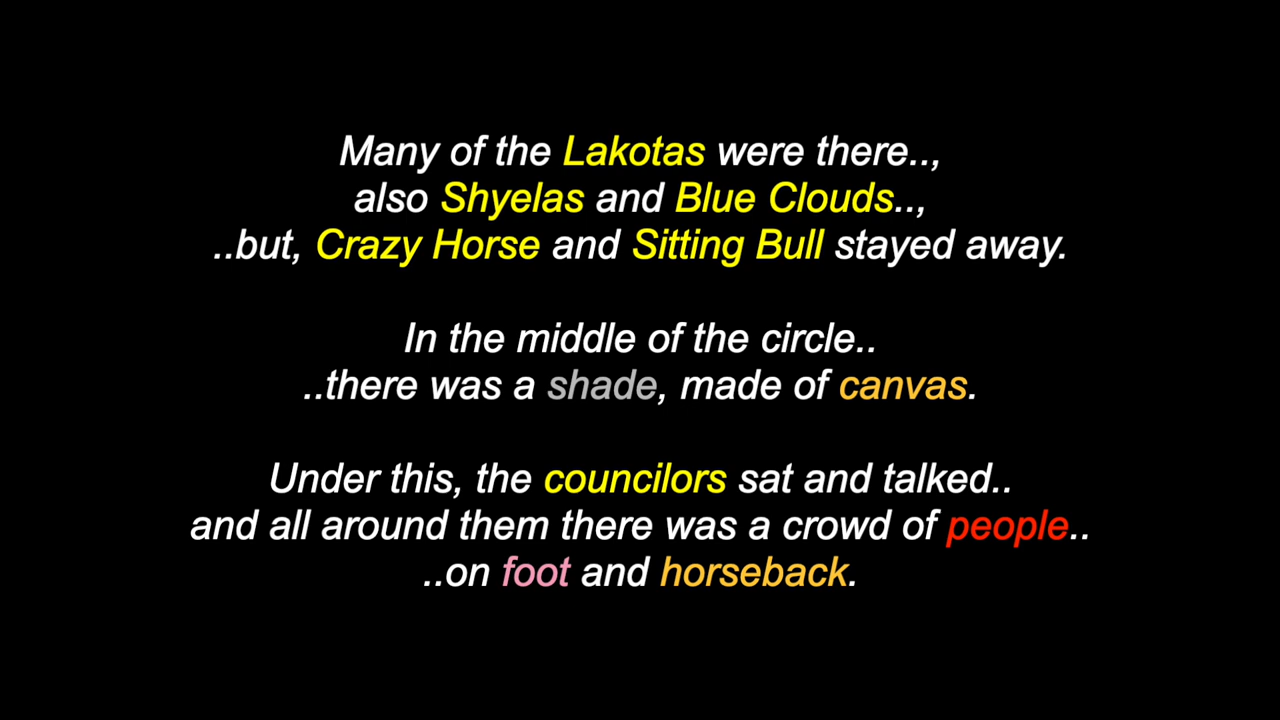 Many of the Lakotas were there..,
also Shyelas and Blue Clouds..,
..but, Crazy Horse and Sitting Bull stayed away.
In the middle of the circle..
..there was a shade, made of canvas.
Under this, the councilors sat and talked..
and all around them there was a crowd of people..
..on foot and horseback.